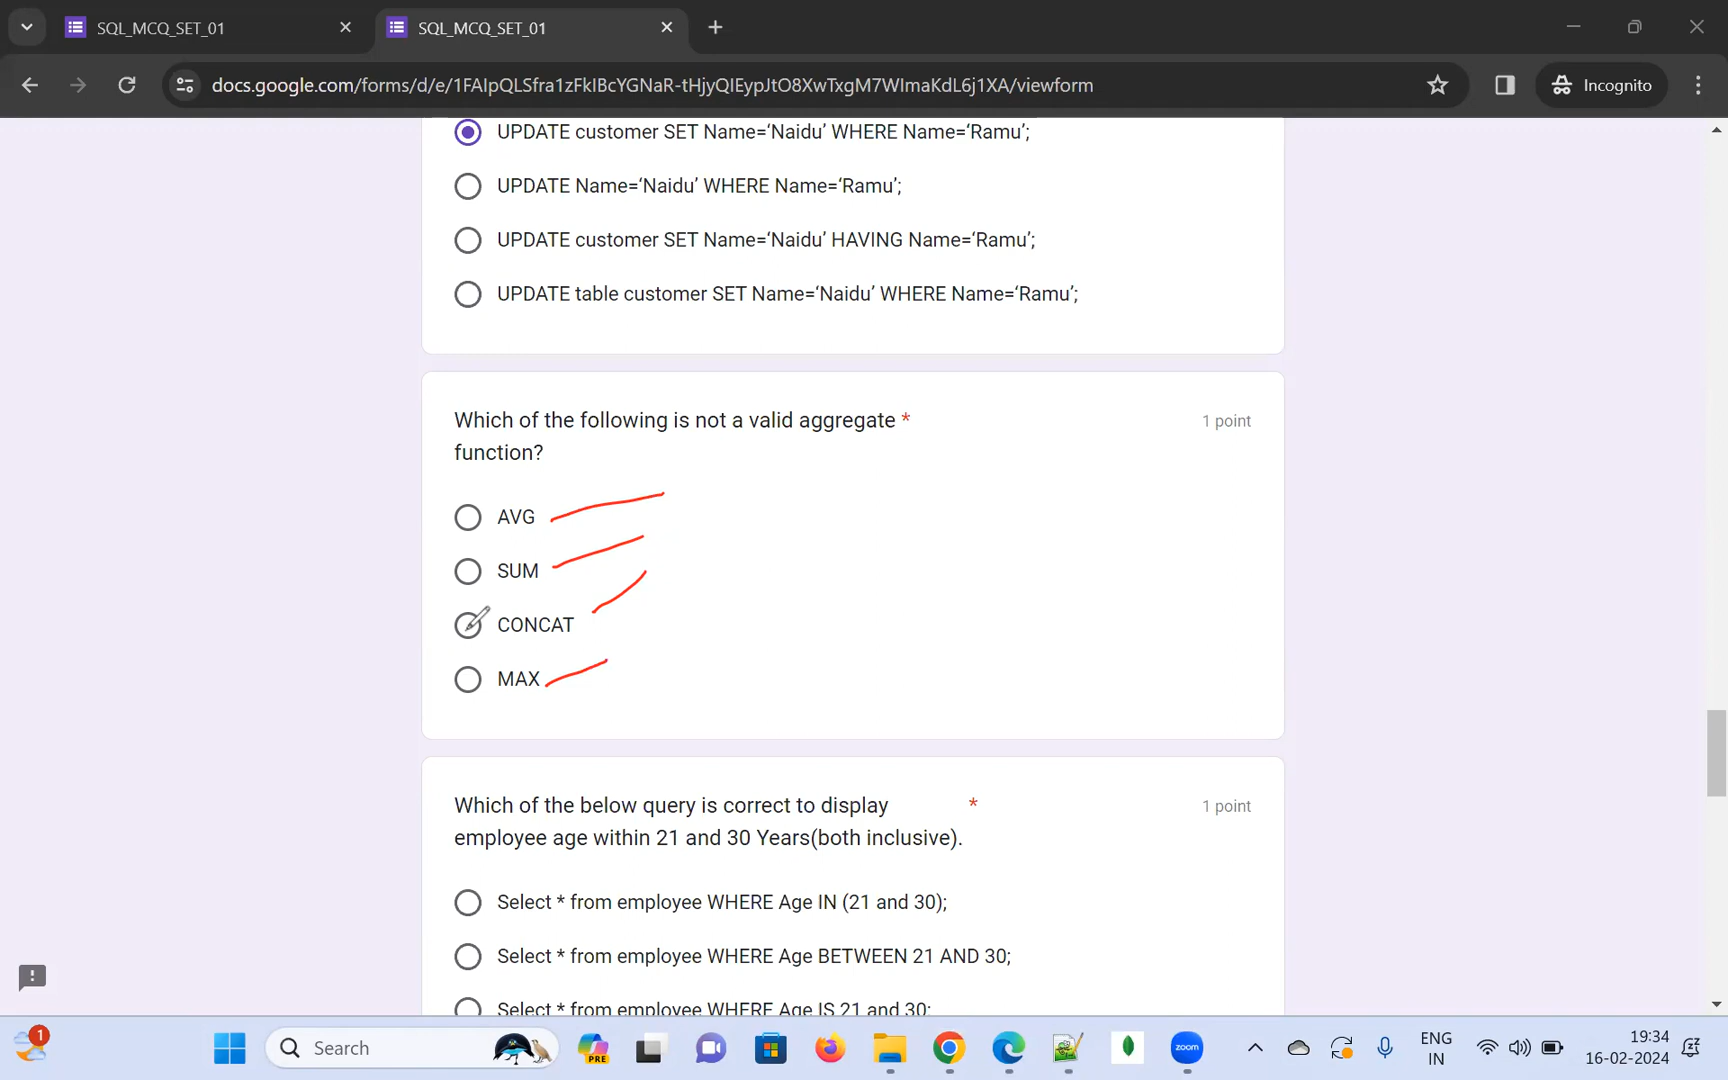 SQL_MCQ_SET_01
SQL_MCQ_SET_01
docs.google.com/forms/d/e/1FAIpQLSfra1zFkIBcYGNaR-tHjyQIEypJtO8XwTxgM7WImaKdL6j1XA/viewform
Incognito
UPDATE customer SET Name=‘Naidu’ WHERE Name=‘Ramu’;
UPDATE Name=‘Naidu’ WHERE Name=‘Ramu’;
UPDATE customer SET Name=‘Naidu’ HAVING Name=‘Ramu’;
UPDATE table customer SET Name=‘Naidu’ WHERE Name=‘Ramu’;
Which of the following is not a valid aggregate *
1 point
function?
AVG
SUM
CONCAT
MAX
Which of the below query is correct to display *
1 point
employee age within 21 and 30 Years(both inclusive).
Select * from employee WHERE Age IN (21 and 30);
Select * from employee WHERE Age BETWEEN 21 AND 30;
Select * from employee WHERE Age IS 21 and 30;
1
Search
PRE
zoom
ENG
IN
19:34
16-02-2024